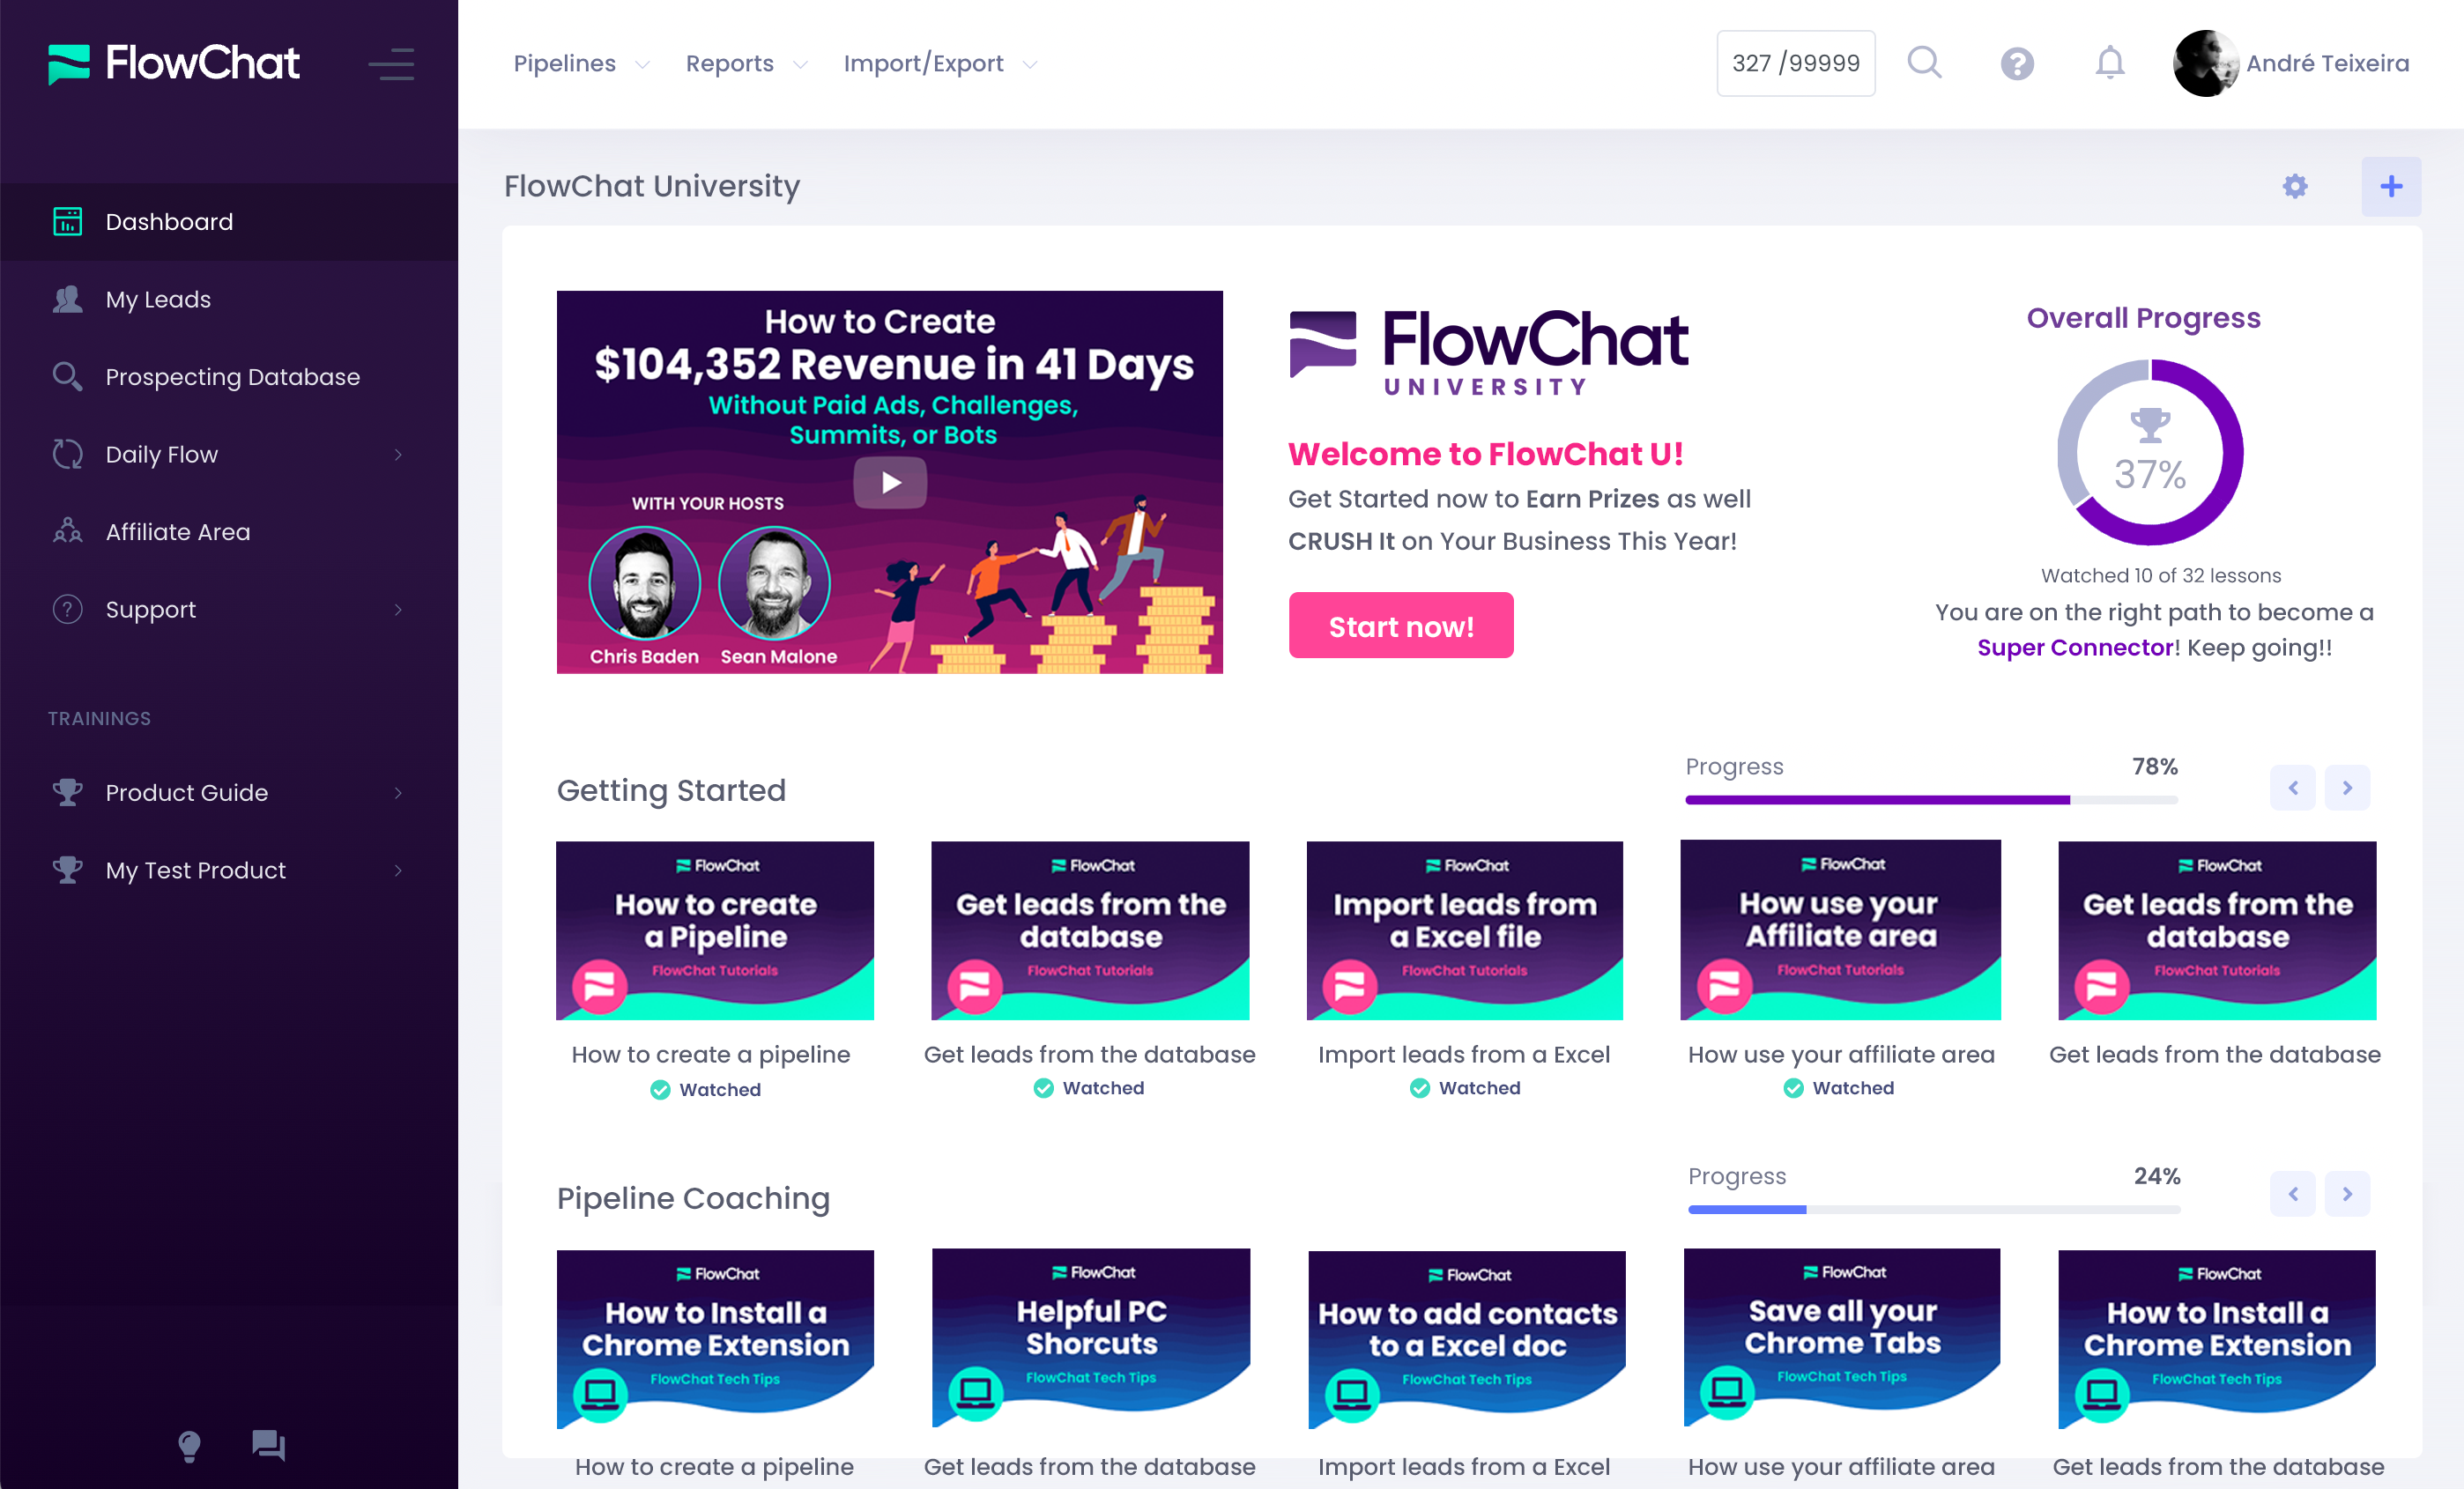 FlowChat
Pipelines
Reports
Import/Export
327 /99999
André Teixeira
Dashboard
My Leads
Prospecting Database
Daily Flow
Affiliate Area
Support
TRAININGS
Product Guide
My Test Product
FlowChat University
How to Create
$104,352 Revenue in 41 Days
Without Paid Ads, Challenges,
Summits, or Bots
WITH YOUR HOSTS
Chris Baden
Sean Malone
FlowChat
UNIVERSITY
Welcome to FlowChat U!
Get Started now to Earn Prizes as well
CRUSH It on Your Business This Year!
Start now!
Overall Progress
37%
Watched 10 of 32 lessons
You are on the right path to become a
Super Connector! Keep going!!
Getting Started
Progress
78%
FlowChat
How to create
a Pipeline
FlowChat Tutorials
How to create a pipeline
Watched
FlowChat
Get leads from the
database
FlowChat Tutorials
Get leads from the database
Watched
FlowChat
Import leads from
a Excel file
FlowChat Tutorials
Import leads from a Excel
Watched
FlowChat
How use your
Affiliate area
FlowChat Tutorials
How use your affiliate area
Watched
FlowChat
Get leads from the
database
FlowChat Tutorials
Get leads from the database
Pipeline Coaching
Progress
24%
FlowChat
How to Install a
Chrome Extension
FlowChat Tech Tips
How to create a pipeline
FlowChat
Helpful PC
Shorcuts
FlowChat Tech Tips
Get leads from the database
FlowChat
How to add contacts
to a Excel doc
FlowChat Tech Tips
Import leads from a Excel
FlowChat
Save all your
Chrome Tabs
FlowChat Tech Tips
How use your affiliate area
FlowChat
How to Install a
Chrome Extension
FlowChat Tech Tips
Get leads from the database